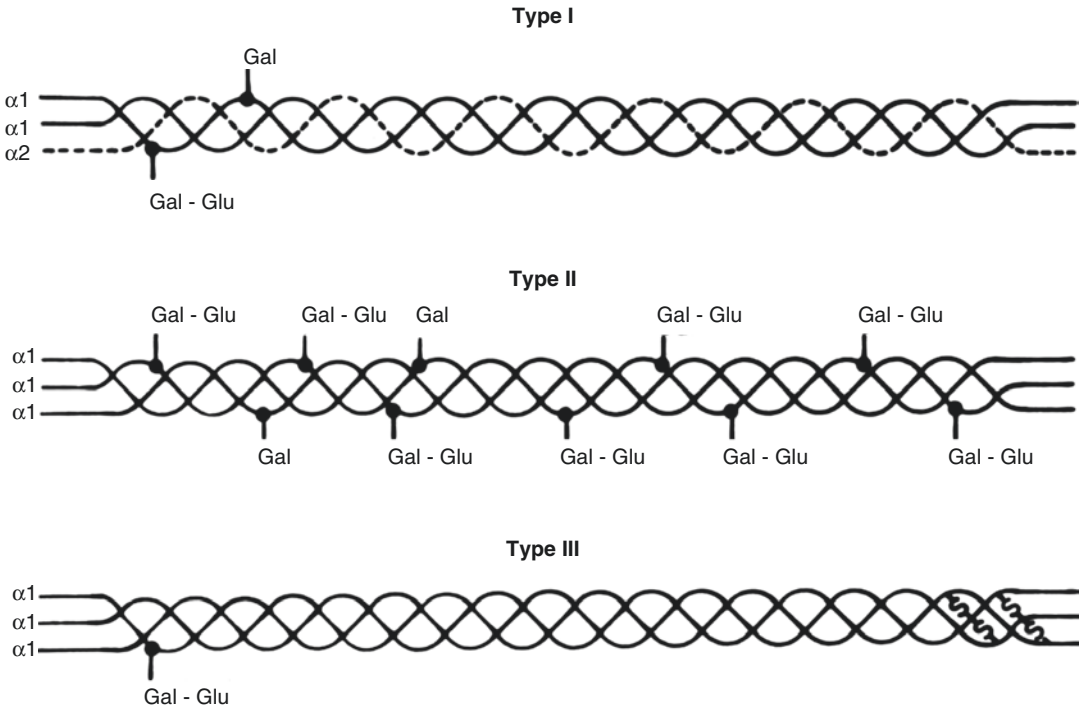 Type I
Gal
α1
α1
α2
Gal - Glu
Type II
Gal - Glu Gal - Glu Gal Gal - Glu Gal - Glu
α1
α1
α1
Gal Gal - Glu Gal - Glu Gal - Glu Gal - Glu
Type III
α1
α1
α1
Gal - Glu